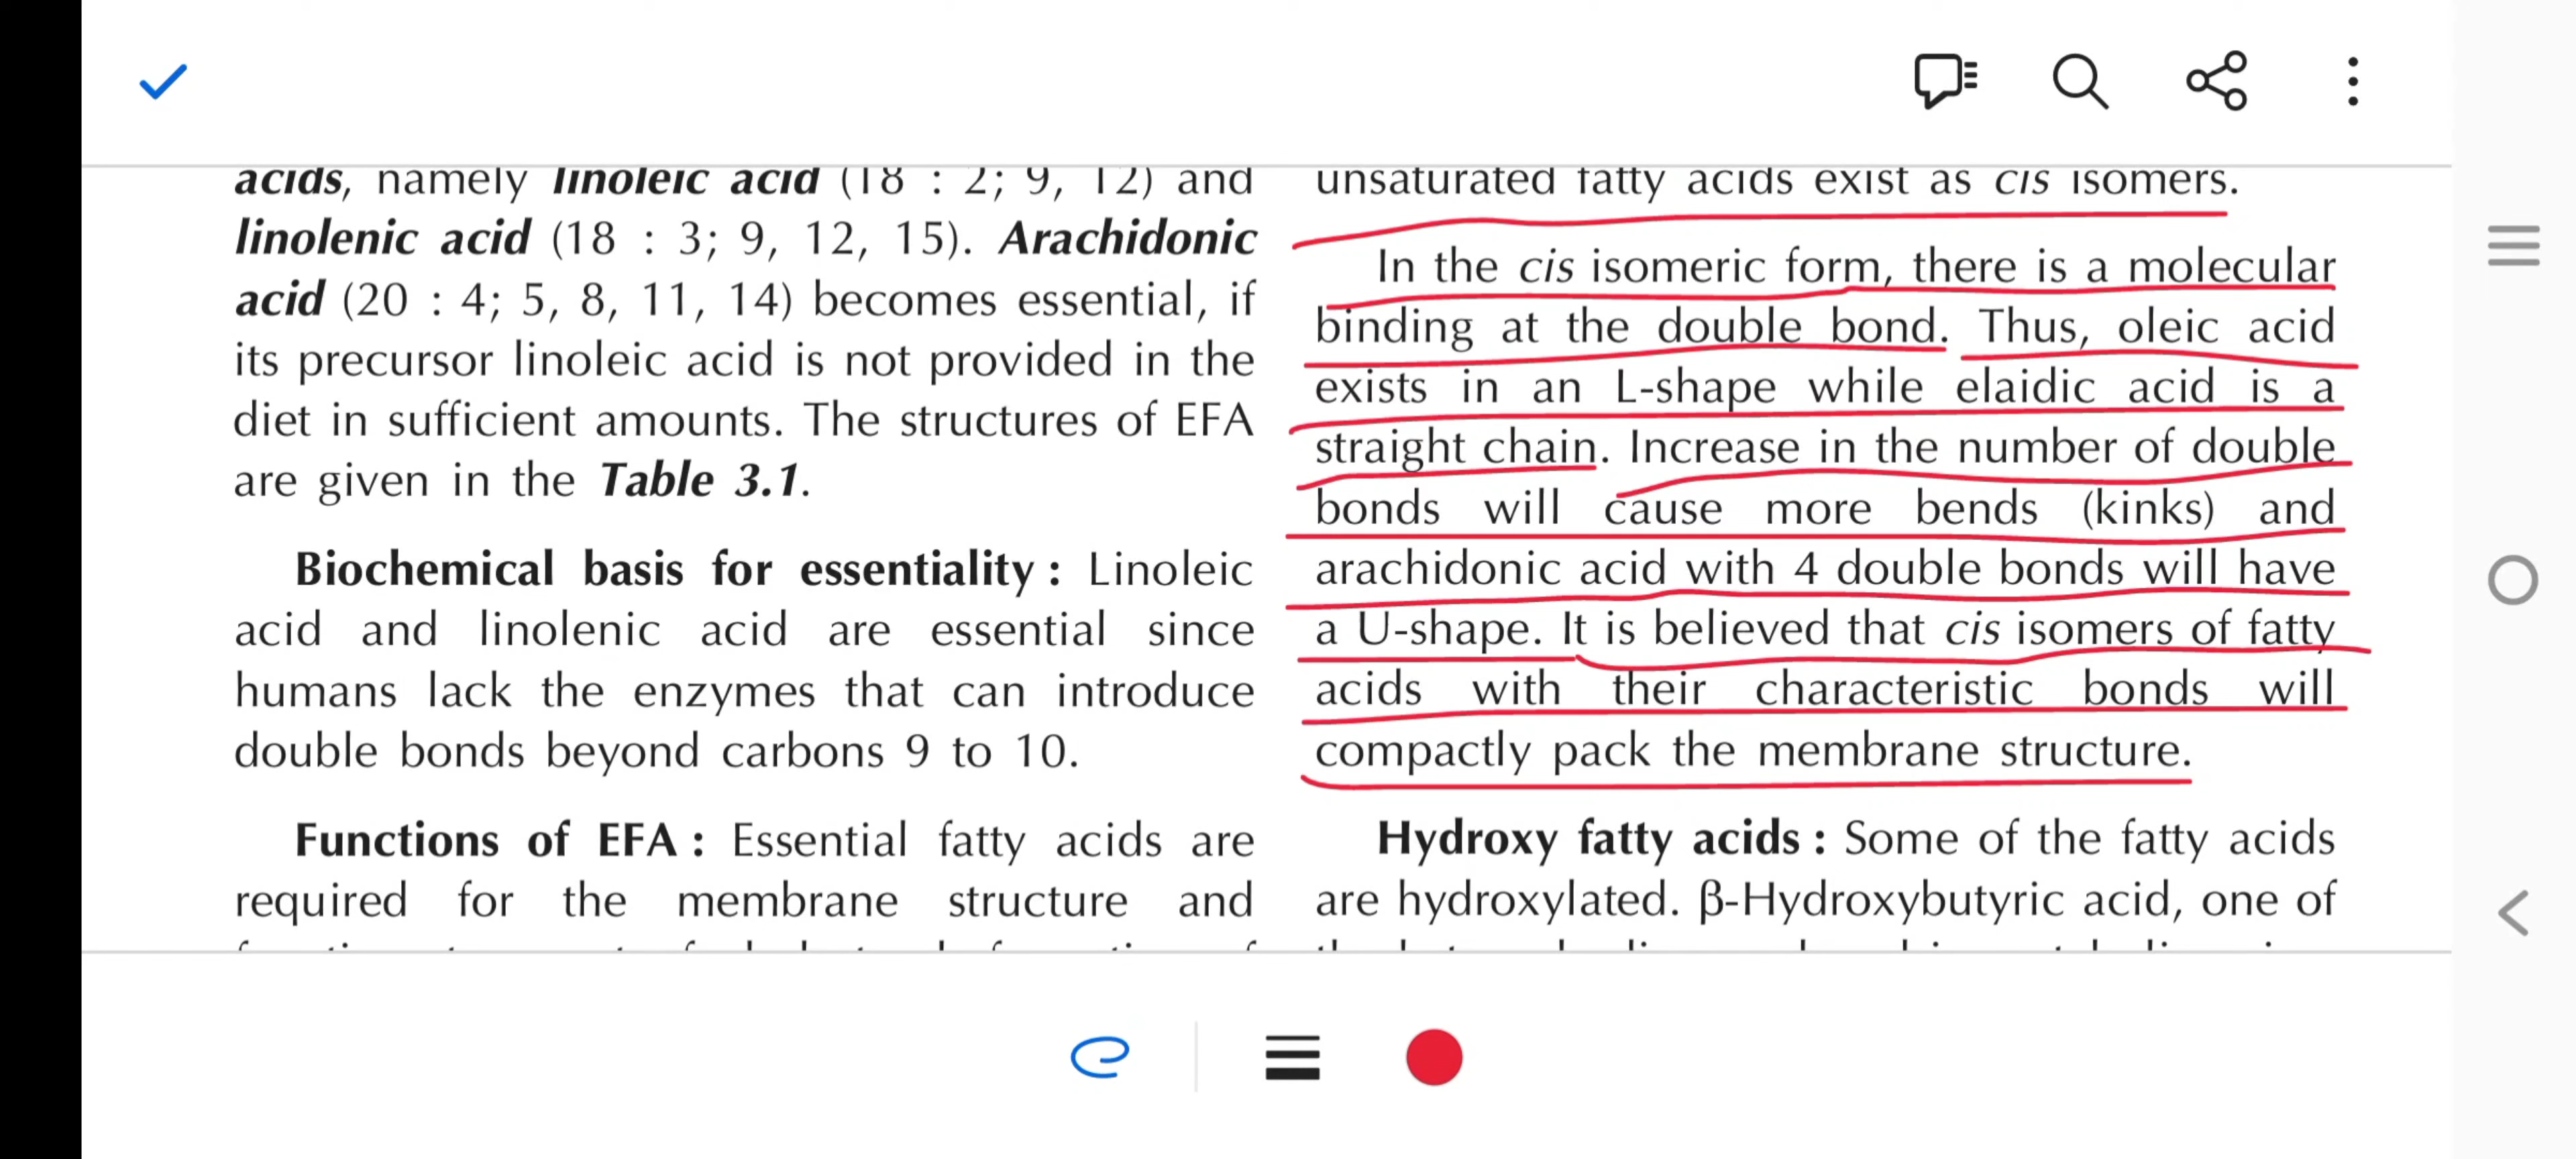 acids, namely linoleic acid (18 : 2; 9, 12) and
linolenic acid (18 : 3; 9, 12, 15). Arachidonic
acid (20 : 4; 5, 8, 11, 14) becomes essential, if
its precursor linoleic acid is not provided in the
diet in sufficient amounts. The structures of EFA
are given in the Table 3.1.
Biochemical basis for essentiality : Linoleic
acid and linolenic acid are essential since
humans lack the enzymes that can introduce
double bonds beyond carbons 9 to 10.
Functions of EFA : Essential fatty acids are
required for the membrane structure and
unsaturated fatty acids exist as cis isomers.
In the cis isomeric form, there is a molecular
binding at the double bond. Thus, oleic acid
exists in an L-shape while elaidic acid is a
straight chain. Increase in the number of double
bonds will cause more bends (kinks) and
arachidonic acid with 4 double bonds will have
a U-shape. It is believed that cis isomers of fatty
acids with their characteristic bonds will
compactly pack the membrane structure.
Hydroxy fatty acids : Some of the fatty acids
are hydroxylated. β-Hydroxybutyric acid, one of